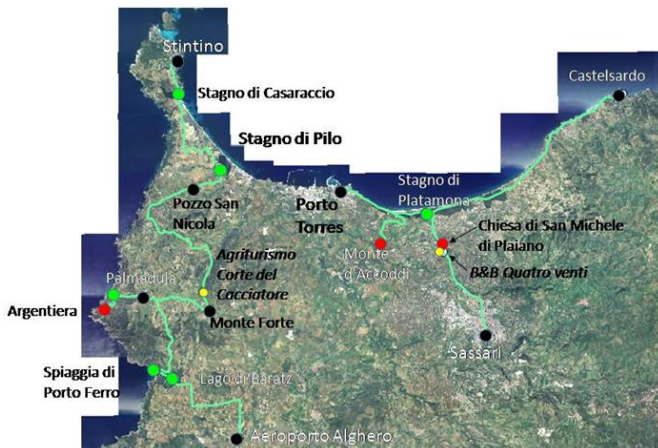 Stintino
Castelsardo
Stagno di Casaraccio
Stagno di Pilo
Stagno di
Platamona
Pozzo San
Nicola
Porto
Torres
Chiesa di San Michele
di Plaiano
Monte
d'Accoddi
B&B Quatro venti
Agriturismo
Corte del
Cacciatore
Palmadula
Argentiera
Monte Forte
Sassari
Spiaggia di
Porto Ferro
Lago di Baratz
Aeroporto Alghero